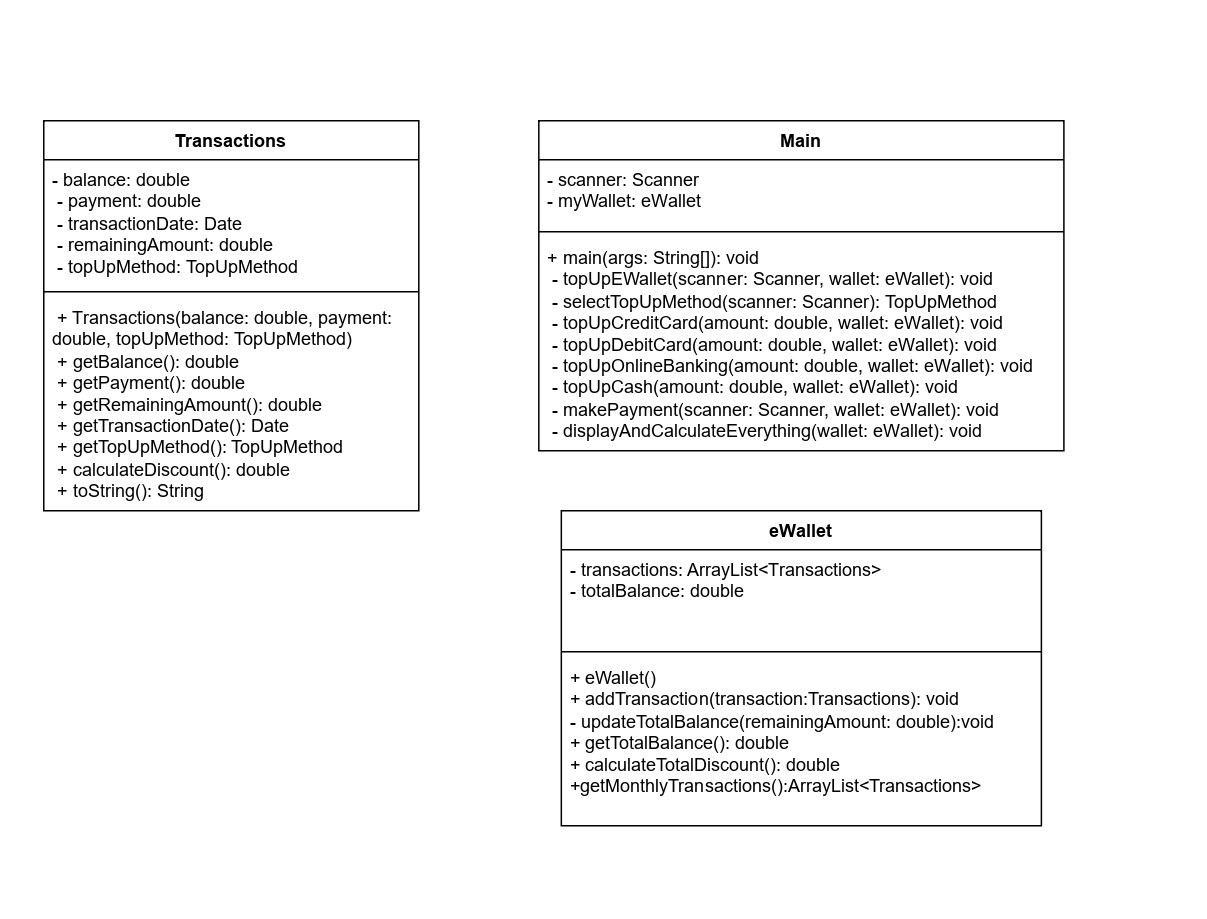 Transactions
- balance: double
- payment: double
- transactionDate: Date
- remainingAmount: double
- topUpMethod: TopUpMethod
+ Transactions(balance: double, payment:
double, topUpMethod: TopUpMethod)
+ getBalance(): double
+ getPayment(): double
+ getRemainingAmount(): double
+ getTransactionDate(): Date
+ getTopUpMethod(): TopUpMethod
+ calculateDiscount(): double
+ toString(): String
Main
- scanner: Scanner
- myWallet: eWallet
+ main(args: String[]): void
- topUpEWallet(scanner: Scanner, wallet: eWallet): void
- selectTopUpMethod(scanner: Scanner): TopUpMethod
- topUpCreditCard(amount: double, wallet: eWallet): void
- topUpDebitCard(amount: double, wallet: eWallet): void
- topUpOnlineBanking(amount: double, wallet: eWallet): void
- topUpCash(amount: double, wallet: eWallet): void
- makePayment(scanner: Scanner, wallet: eWallet): void
- displayAndCalculateEverything(wallet: eWallet): void
eWallet
- transactions: ArrayList<Transactions>
- totalBalance: double
+ eWallet()
+ addTransaction(transaction:Transactions): void
- updateTotalBalance(remainingAmount: double):void
+ getTotalBalance(): double
+ calculateTotalDiscount(): double
+getMonthlyTransactions():ArrayList<Transactions>